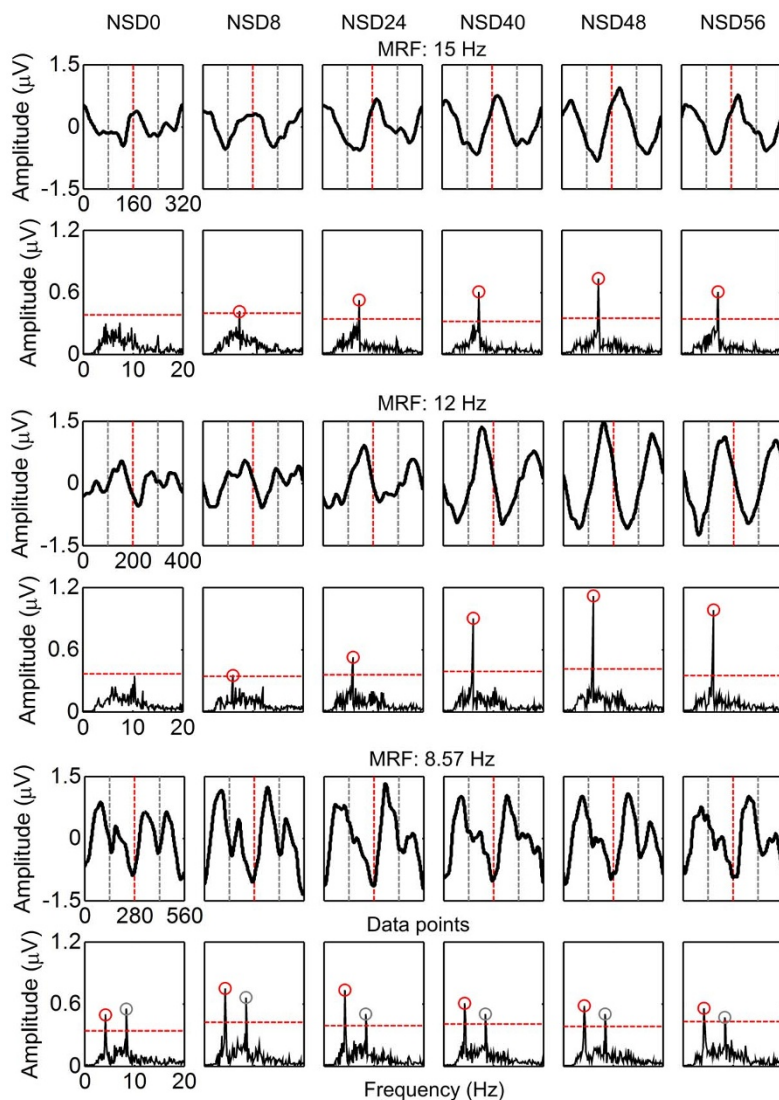 NSD0 NSD8 NSD24 NSD40 NSD48 NSD56
MRF: 15 Hz
Amplitude (μV)
1.5
0
-1.5
0 160 320
Amplitude (μV)
1.2
0.6
0
0 10 20
MRF: 12 Hz
Amplitude (μV)
1.5
0
-1.5
0 200 400
Amplitude (μV)
1.2
0.6
0
0 10 20
MRF: 8.57 Hz
Amplitude (μV)
1.5
0
-1.5
0 280 560
Data points
Amplitude (μV)
1.2
0.6
0
0 10 20
Frequency (Hz)